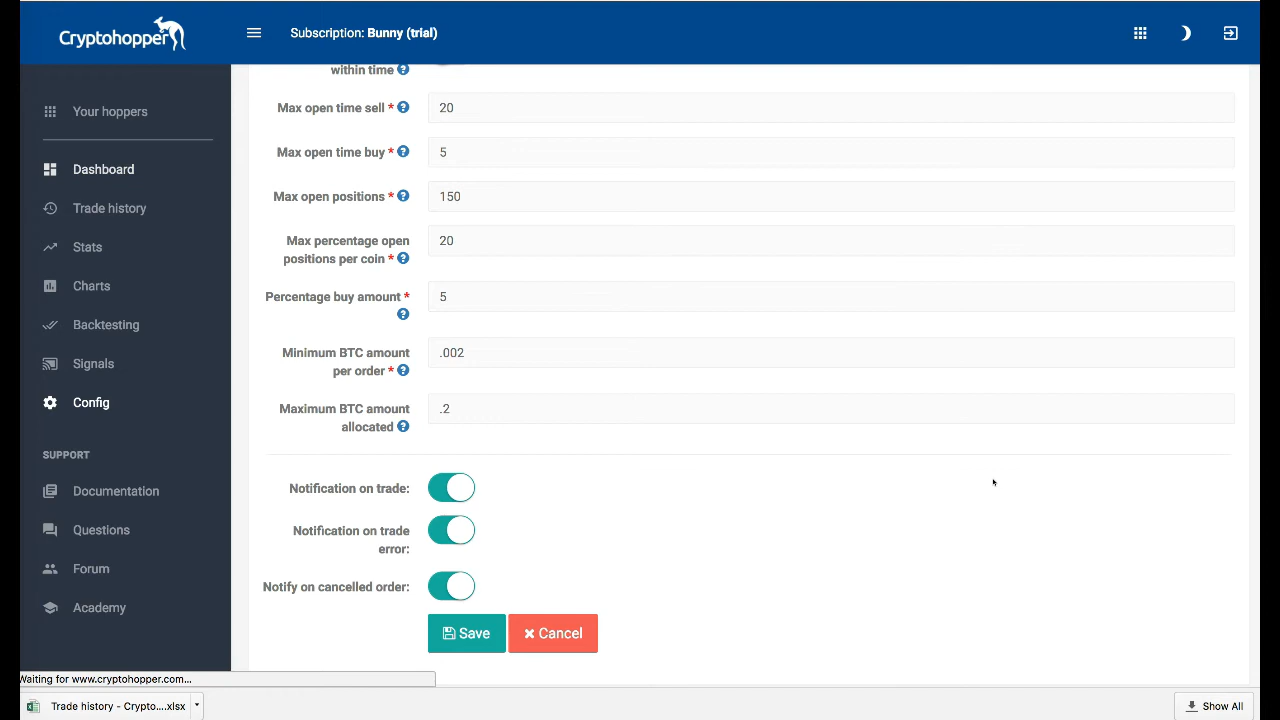 Cryptohopper
Subscription: Bunny (trial)
Your hoppers
Dashboard
Trade history
Stats
Charts
Backtesting
Signals
Config
SUPPORT
Documentation
Questions
Forum
Academy
within time ?
Max open time sell * ? 20
Max open time buy * ? 5
Max open positions * ? 150
Max percentage open
positions per coin * ? 20
Percentage buy amount *
? 5
Minimum BTC amount
per order * ? .002
Maximum BTC amount
allocated ? .2
Notification on trade:
Notification on trade
error:
Notify on cancelled order:
Save Cancel
Waiting for www.cryptohopper.com...
Trade history - Crypto....xlsx
Show All